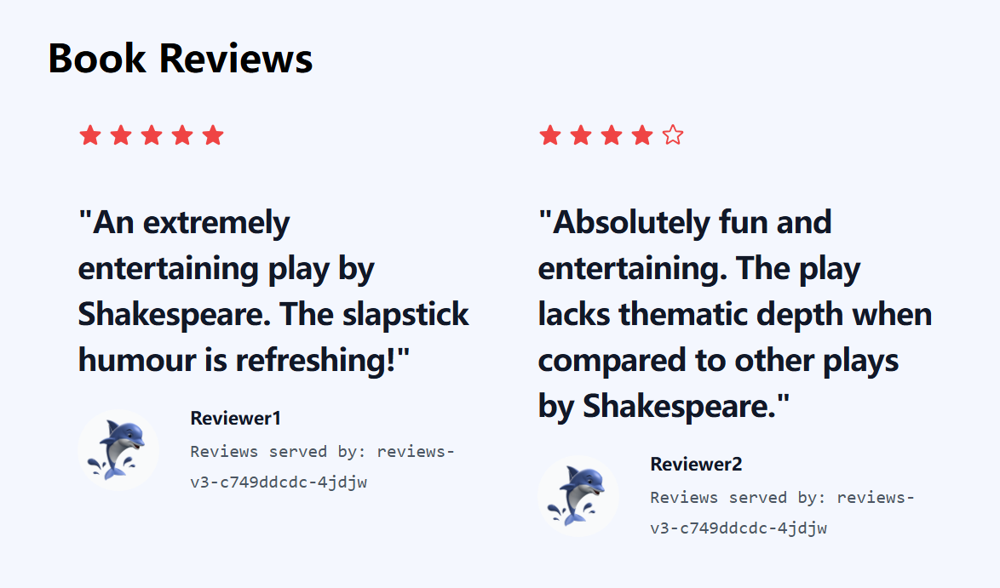 Book Reviews
"An extremely
entertaining play by
Shakespeare. The slapstick
humour is refreshing!"
Reviewer1
Reviews served by: reviews-
v3-c749ddcdc-4jdjw
"Absolutely fun and
entertaining. The play
lacks thematic depth when
compared to other plays
by Shakespeare."
Reviewer2
Reviews served by: reviews-
v3-c749ddcdc-4jdjw